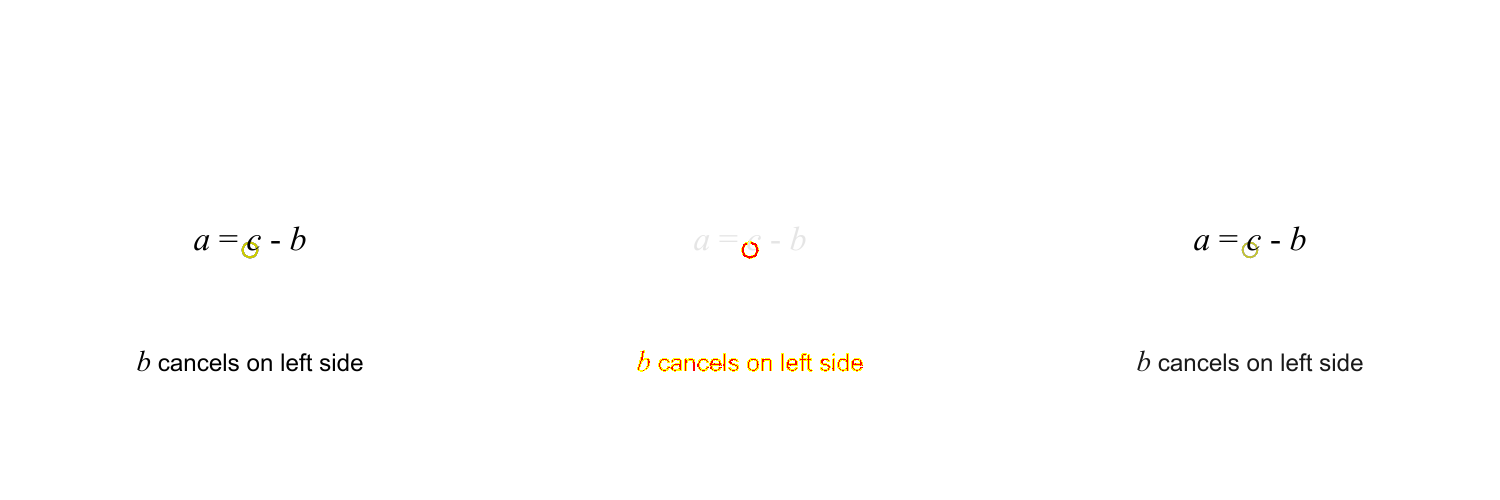 a = c - b a = c - b a = c - b
b cancels on left side b cancels on left side b cancels on left side